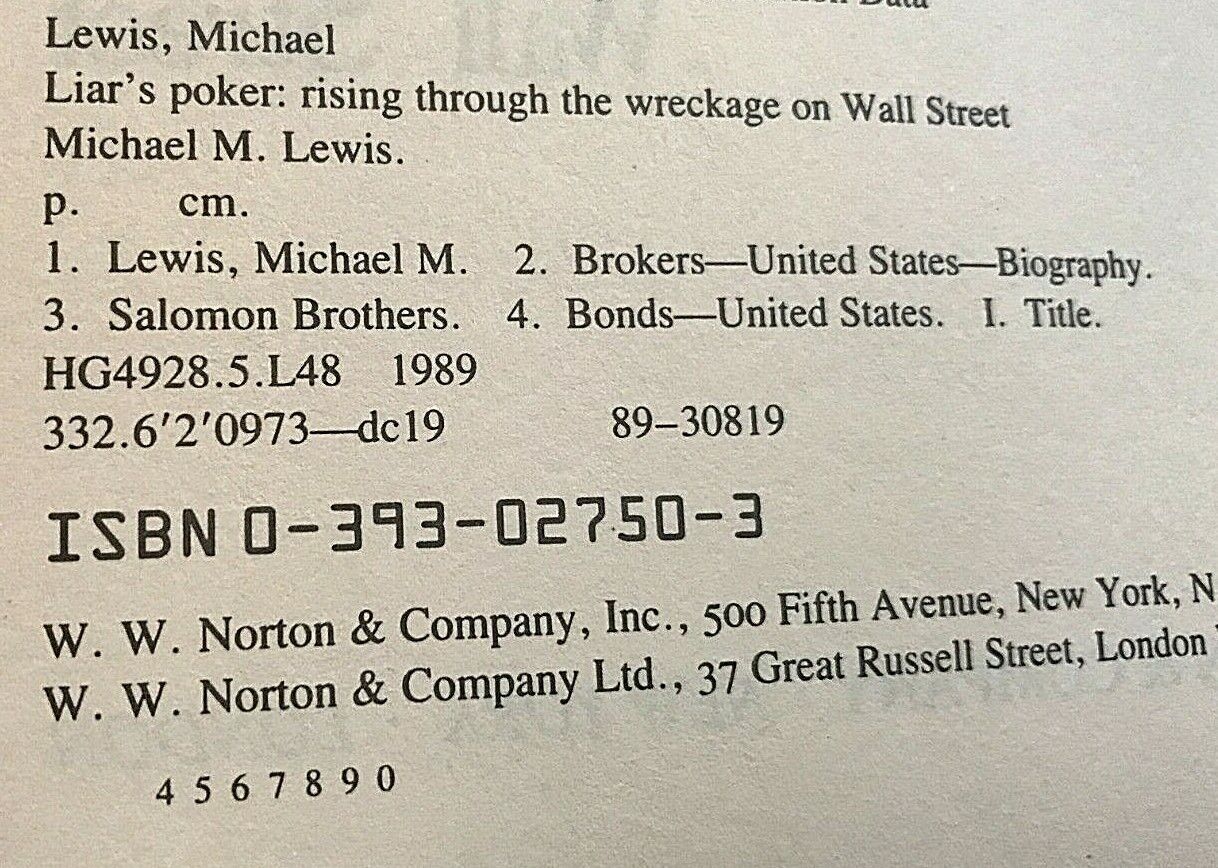 Data
Lewis, Michael
Liar's poker: rising through the wreckage on Wall Street
Michael M. Lewis.
p. cm.
1. Lewis, Michael M. 2. Brokers—United States—Biography.
3. Salomon Brothers. 4. Bonds—United States. I. Title.
HG4928.5.L48 1989
332.6'2'0973—dc19 89–30819
ISBN 0-393-02750-3
W. W. Norton & Company, Inc., 500 Fifth Avenue, New York, N
W. W. Norton & Company Ltd., 37 Great Russell Street, London
4 5 6 7 8 9 0